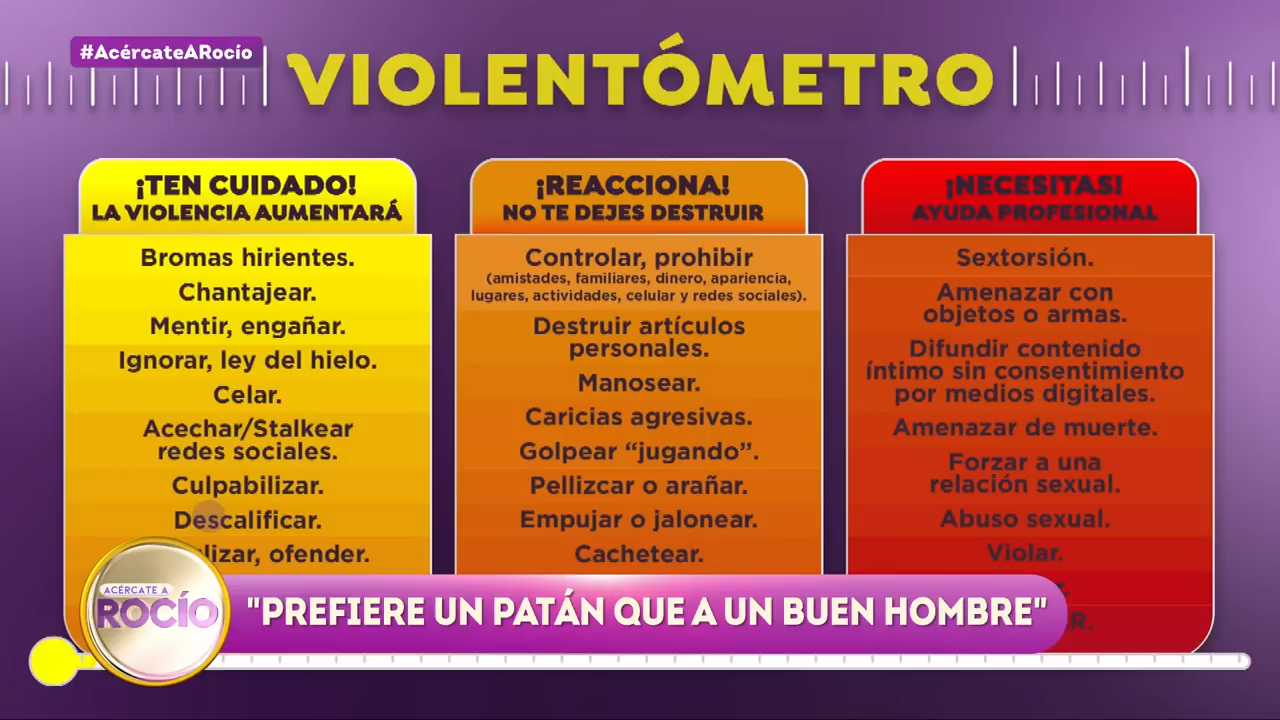 #AcércateARocío
VIOLENTÓMETRO
¡TEN CUIDADO!
LA VIOLENCIA AUMENTARÁ
Bromas hirientes.
Chantajear.
Mentir, engañar.
Ignorar, ley del hielo.
Celar.
Acechar/Stalkear
redes sociales.
Culpabilizar.
Descalificar.
ofender.
¡REACCIONA!
NO TE DEJES DESTRUIR
Controlar, prohibir
(amistades, familiares, dinero, apariencia,
lugares, actividades, celular y redes sociales).
Destruir artículos
personales.
Manosear.
Caricias agresivas.
Golpear “jugando”.
Pellizcar o arañar.
Empujar o jalonear.
Cachetear.
¡NECESITAS!
AYUDA PROFESIONAL
Sextorsión.
Amenazar con
objetos o armas.
Difundir contenido
íntimo sin consentimiento
por medios digitales.
Amenazar de muerte.
Forzar a una
relación sexual.
Abuso sexual.
Violar.
ACÉRCATE A
ROCÍO
"PREFIERE UN PATÁN QUE A UN BUEN HOMBRE"